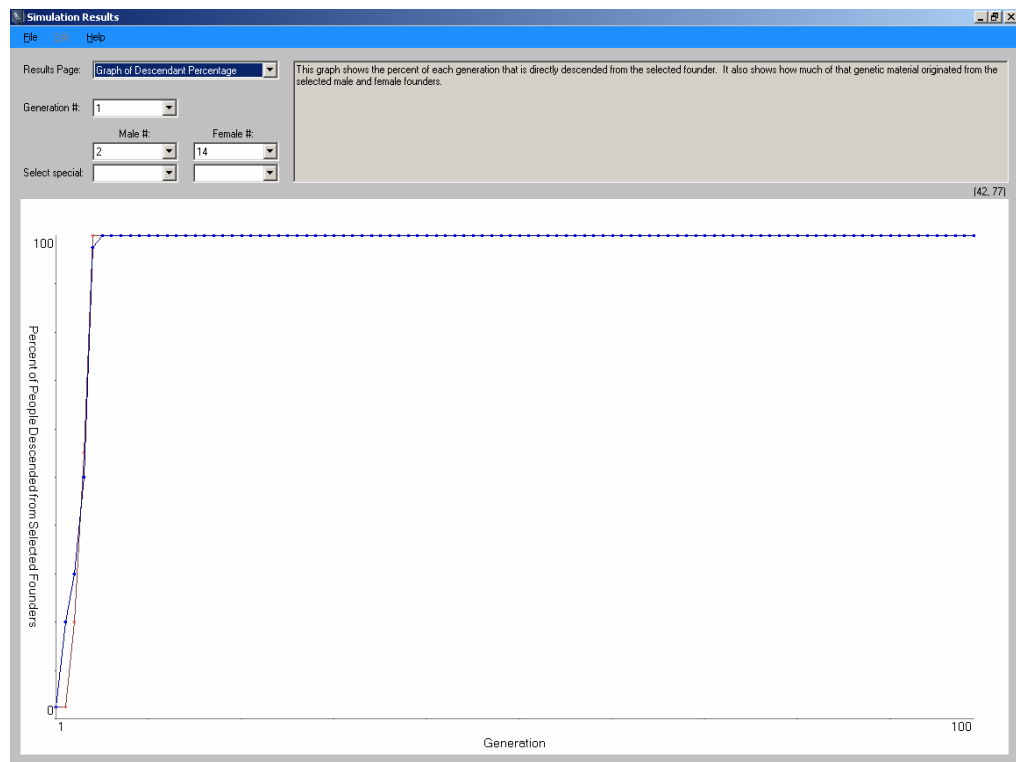 Simulation Results
File Go Help
Results Page: Graph of Descendant Percentage
This graph shows the percent of each generation that is directly descended from the selected founder. It also shows how much of that genetic material originated from the
selected male and female founders.
Generation #: 1
Male #: Female #:
2 14
Select special:
(42, 77)
100
Percent of People Descended from Selected Founders
0
1 100
Generation